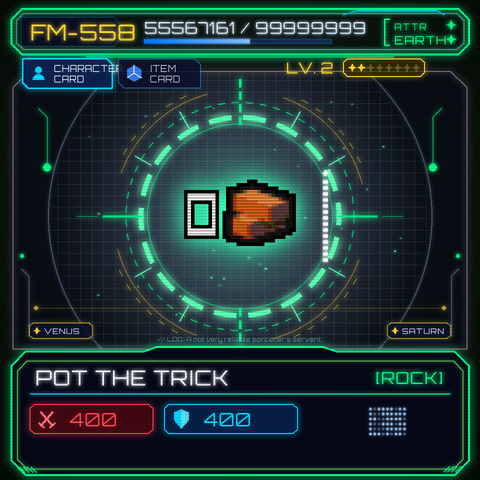 FM-558
55567161 / 99999999
ATTR
EARTH
CHARACTER
CARD
ITEM
CARD
LV. 2
VENUS
SATURN
// LOG: A not very reliable sorcerer's servant.
POT THE TRICK
[ROCK]
400
400